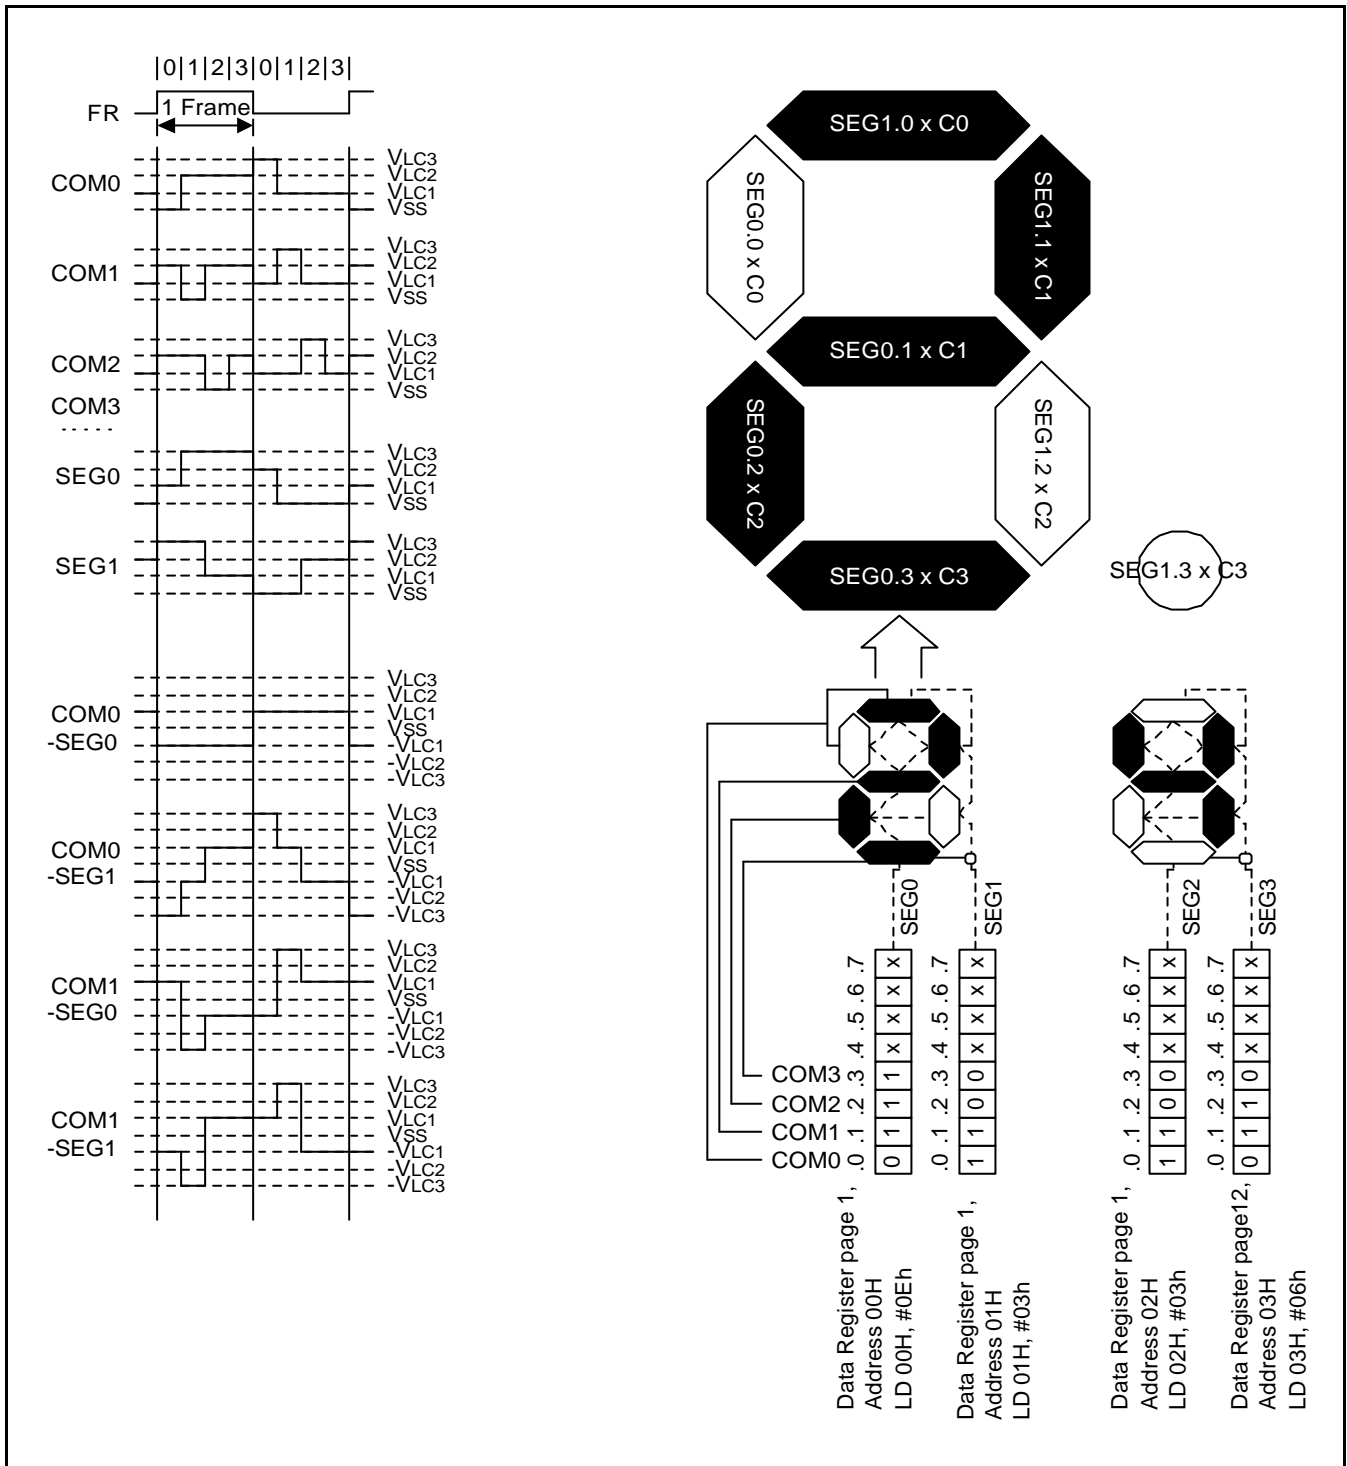 |0|1|2|3|0|1|2|3|
FR
1 Frame
COM0
VLC3
VLC2
VLC1
VSS
COM1
VLC3
VLC2
VLC1
VSS
COM2
VLC3
VLC2
VLC1
VSS
COM3
SEG0
VLC3
VLC2
VLC1
VSS
SEG1
VLC3
VLC2
VLC1
VSS
COM0
-SEG0
VLC3
VLC2
VLC1
VSS
-VLC1
-VLC2
-VLC3
COM0
-SEG1
VLC3
VLC2
VLC1
VSS
-VLC1
-VLC2
-VLC3
COM1
-SEG0
VLC3
VLC2
VLC1
VSS
-VLC1
-VLC2
-VLC3
COM1
-SEG1
VLC3
VLC2
VLC1
VSS
-VLC1
-VLC2
-VLC3
SEG1.0 x C0
SEG0.0 x C0
SEG1.1 x C1
SEG0.1 x C1
SEG0.2 x C2
SEG1.2 x C2
SEG0.3 x C3
SEG1.3 x C3
SEG0
SEG1
SEG2
SEG3
COM3
COM2
COM1
COM0
.0 .1 .2 .3 .4 .5 .6 .7
0 1 1 1 x x x x
.0 .1 .2 .3 .4 .5 .6 .7
1 1 0 0 x x x x
.0 .1 .2 .3 .4 .5 .6 .7
1 1 0 0 x x x x
.0 .1 .2 .3 .4 .5 .6 .7
0 1 1 0 x x x x
Data Register page 1,
Address 00H
LD 00H, #0Eh
Data Register page 1,
Address 01H
LD 01H, #03h
Data Register page 1,
Address 02H
LD 02H, #03h
Data Register page12,
Address 03H
LD 03H, #06h